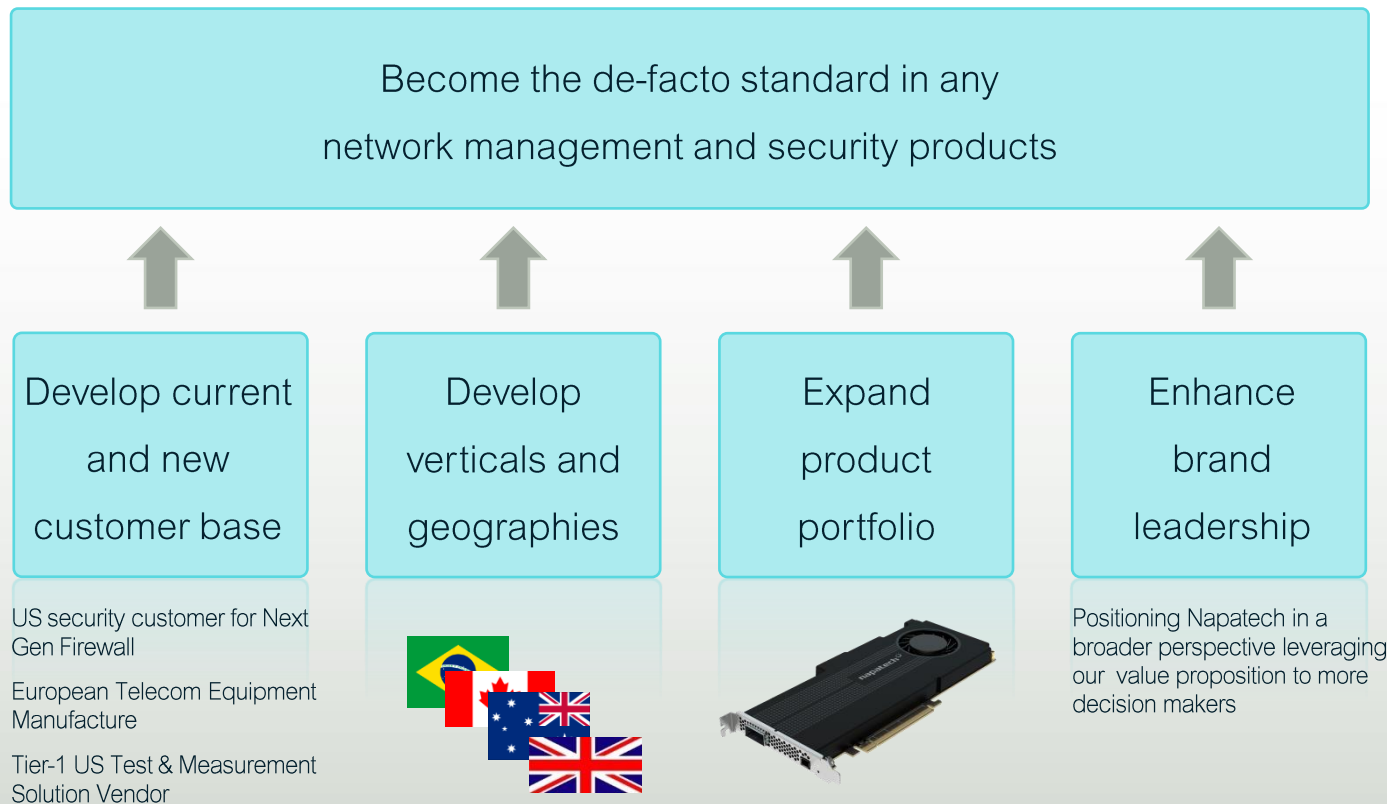 Become the de-facto standard in any
network management and security products
Develop current
and new
customer base
Develop
verticals and
geographies
Expand
product
portfolio
Enhance
brand
leadership
US security customer for Next
Gen Firewall
European Telecom Equipment
Manufacture
Tier-1 US Test & Measurement
Solution Vendor
napatech
Positioning Napatech in a
broader perspective leveraging
our  value proposition to more
decision makers